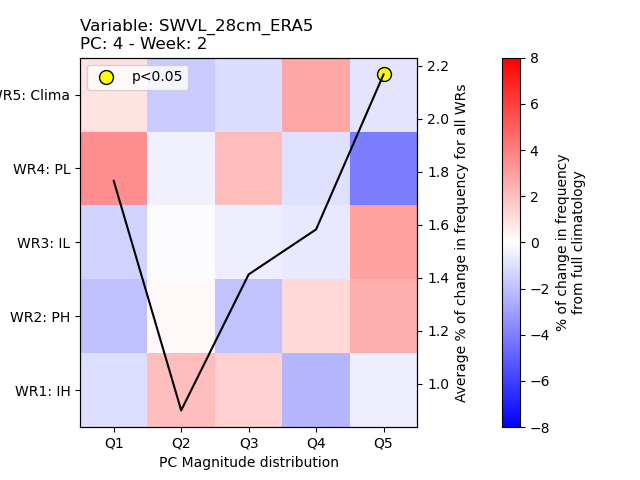 Variable: SWVL_28cm_ERA5
PC: 4 - Week: 2
p<0.05
WR5: Clima
WR4: PL
WR3: IL
WR2: PH
WR1: IH
Q1 Q2 Q3 Q4 Q5
PC Magnitude distribution
2.2
2.0
1.8
1.6
1.4
1.2
1.0
Average % of change in frequency for all WRs
8
6
4
2
0
−2
−4
−6
−8
% of change in frequency
from full climatology